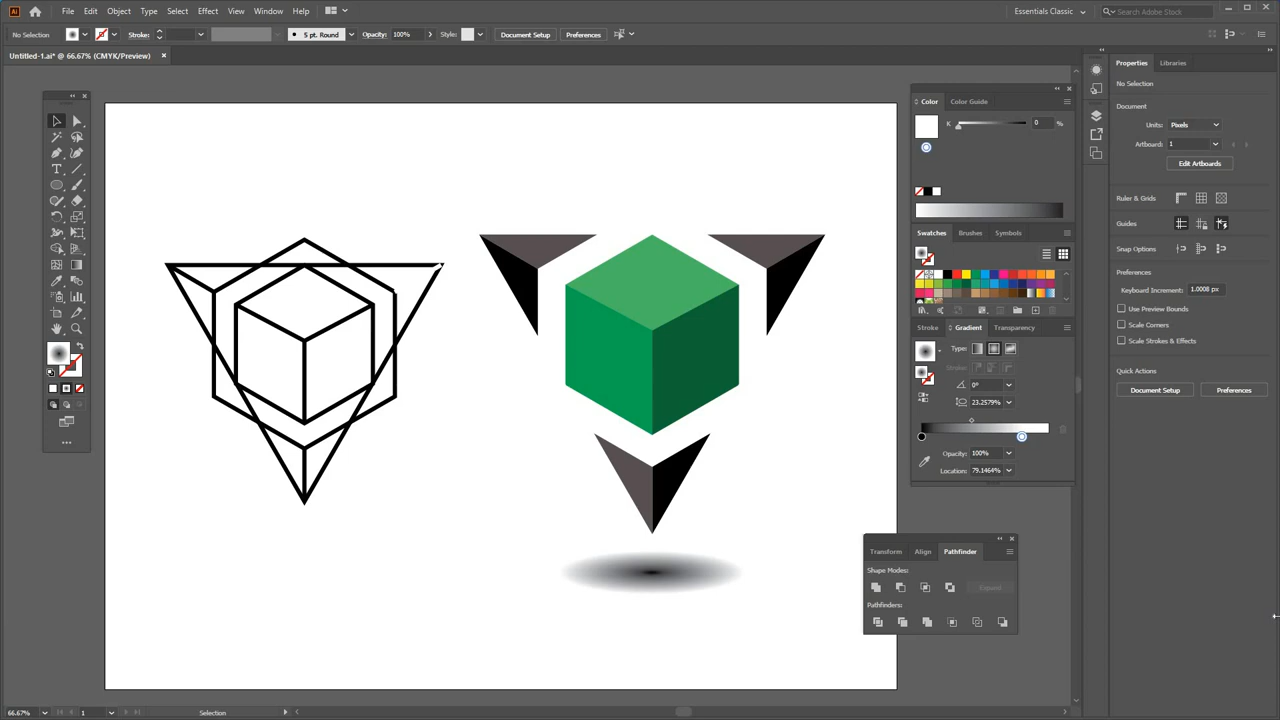 Ai File Edit Object Type Select Effect View Window Help Essentials Classic Search Adobe Stock
No Selection Stroke: 5 pt. Round Opacity: 100% Style: Document Setup Preferences
Untitled-1.ai* @ 66.67% (CMYK/Preview)
Color Color Guide
K 0 %
Swatches Brushes Symbols
Stroke Gradient Transparency
Type:
Stroke:
0°
23.2579%
Opacity: 100%
Location: 79.1464%
Transform Align Pathfinder
Shape Modes:
Expand
Pathfinders:
Properties Libraries
No Selection
Document
Units: Pixels
Artboard: 1
Edit Artboards
Ruler & Grids
Guides
Snap Options
Preferences
Keyboard Increment: 1.0008 px
Use Preview Bounds
Scale Corners
Scale Strokes & Effects
Quick Actions
Document Setup Preferences
66.67% 1 Selection